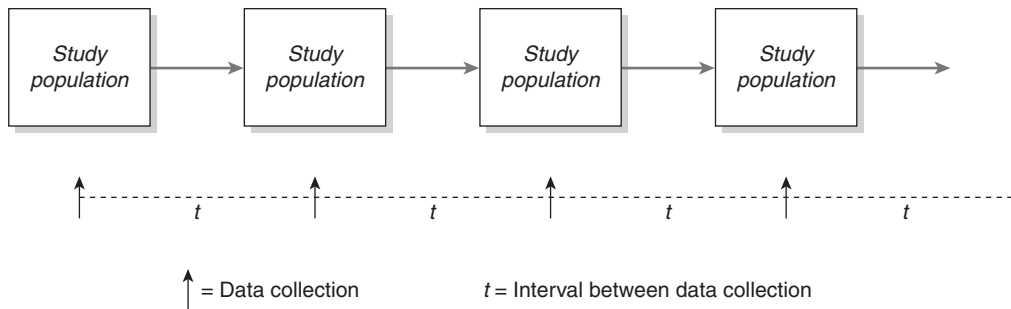 Study
population
Study
population
Study
population
Study
population
t
t
t
t
= Data collection
t = Interval between data collection